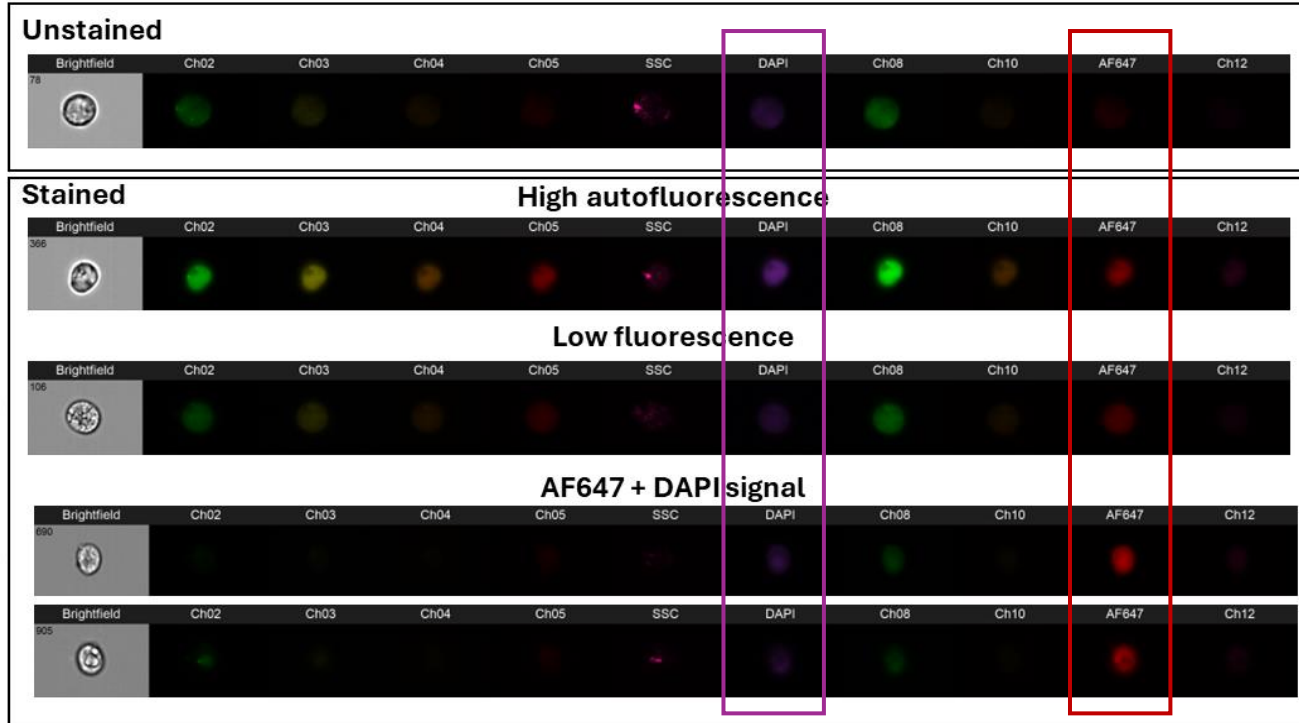 Unstained
Brightfield Ch02 Ch03 Ch04 Ch05 SSC DAPI Ch08 Ch10 AF647 Ch12
78
Stained
High autofluorescence
Brightfield Ch02 Ch03 Ch04 Ch05 SSC DAPI Ch08 Ch10 AF647 Ch12
366
Low fluorescence
Brightfield Ch02 Ch03 Ch04 Ch05 SSC DAPI Ch08 Ch10 AF647 Ch12
106
AF647 + DAPI signal
Brightfield Ch02 Ch03 Ch04 Ch05 SSC DAPI Ch08 Ch10 AF647 Ch12
690
Brightfield Ch02 Ch03 Ch04 Ch05 SSC DAPI Ch08 Ch10 AF647 Ch12
905